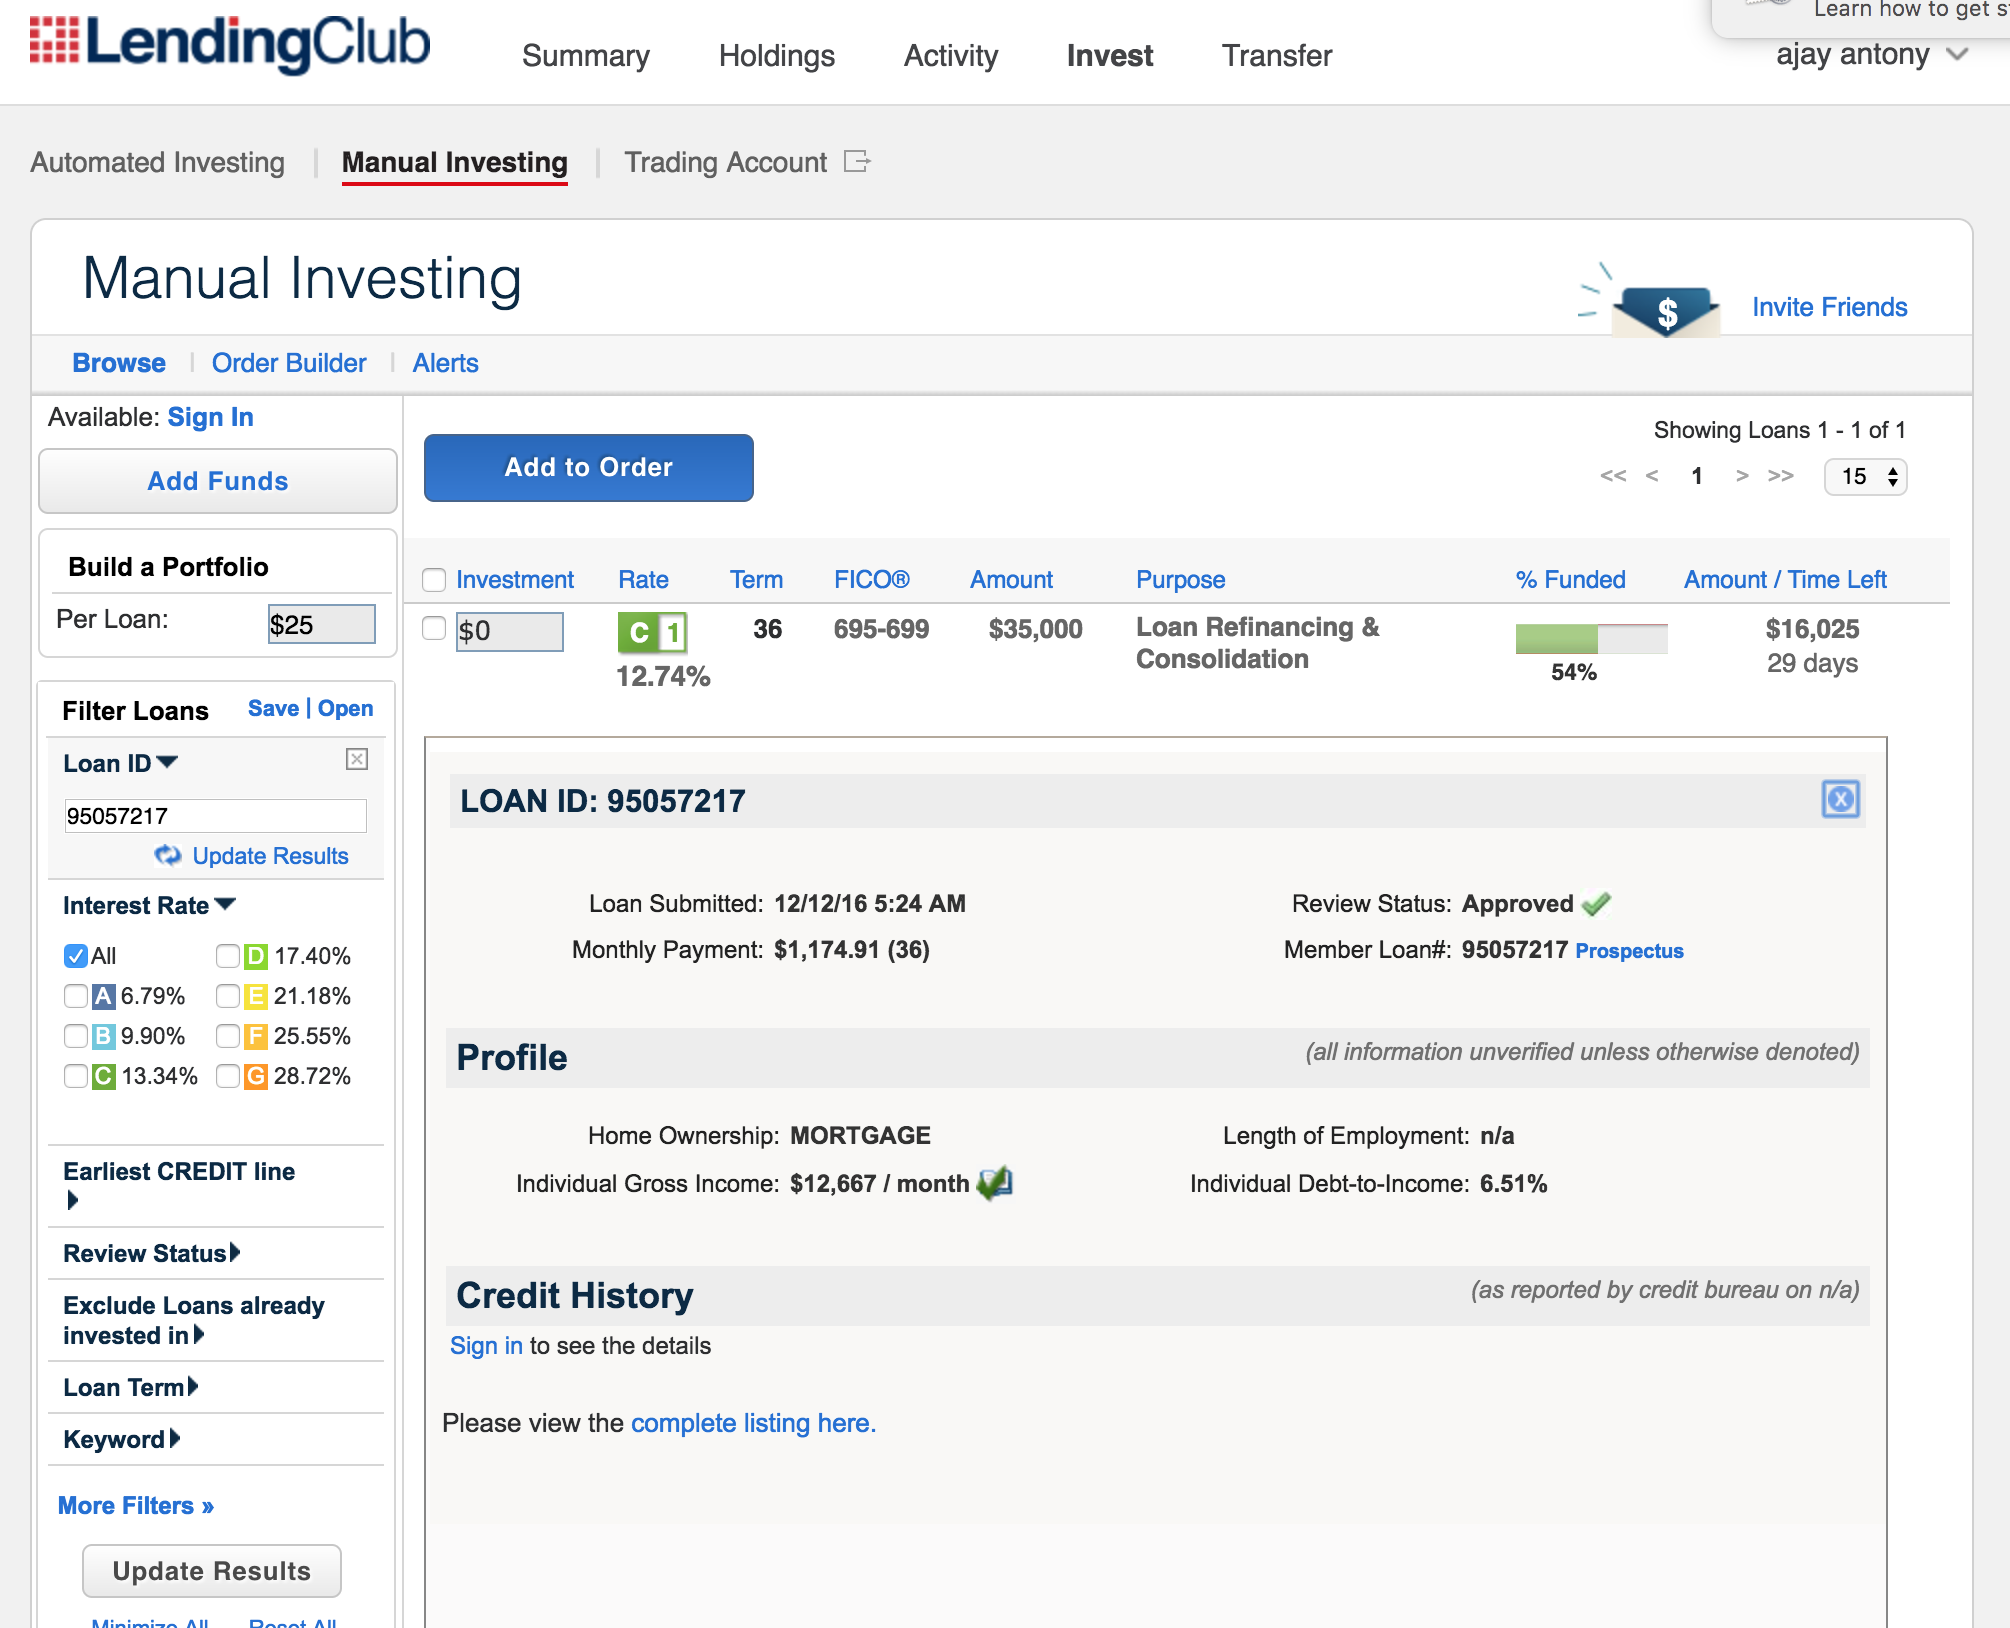 Learn how to get s
LendingClub
Summary Holdings Activity Invest Transfer
ajay antony
Automated Investing Manual Investing Trading Account
Manual Investing
$ Invite Friends
Browse Order Builder Alerts
Available: Sign In
Add Funds
Build a Portfolio
Per Loan: $25
Filter Loans Save | Open
Loan ID
95057217
Update Results
Interest Rate
All D 17.40%
A 6.79% E 21.18%
B 9.90% F 25.55%
C 13.34% G 28.72%
Earliest CREDIT line
Review Status
Exclude Loans already
invested in
Loan Term
Keyword
More Filters »
Update Results
Minimize All Reset All
Add to Order
Showing Loans 1 - 1 of 1
<< < 1 > >> 15
Investment Rate Term FICO® Amount Purpose % Funded Amount / Time Left
$0 C 1 36 695-699 $35,000 Loan Refinancing & $16,025
12.74% Consolidation 54% 29 days
LOAN ID: 95057217 X
Loan Submitted: 12/12/16 5:24 AM Review Status: Approved
Monthly Payment: $1,174.91 (36) Member Loan#: 95057217 Prospectus
Profile (all information unverified unless otherwise denoted)
Home Ownership: MORTGAGE Length of Employment: n/a
Individual Gross Income: $12,667 / month Individual Debt-to-Income: 6.51%
Credit History (as reported by credit bureau on n/a)
Sign in to see the details
Please view the complete listing here.